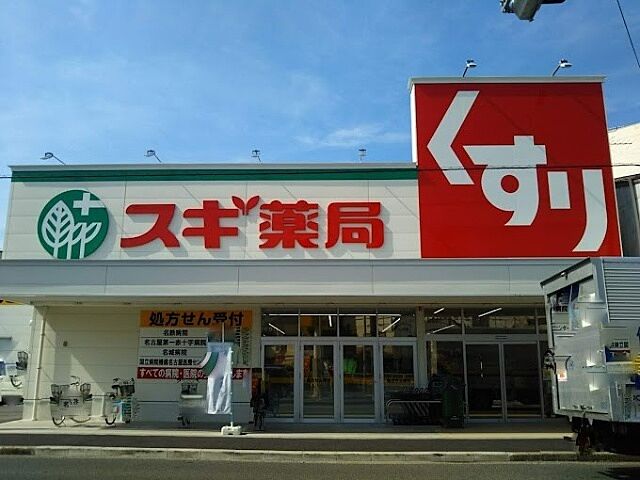 スギ薬局
くすり
処方せん受付
名鉄病院
名古屋第一赤十字病院
名城病院
すべての病院・医院の
ます